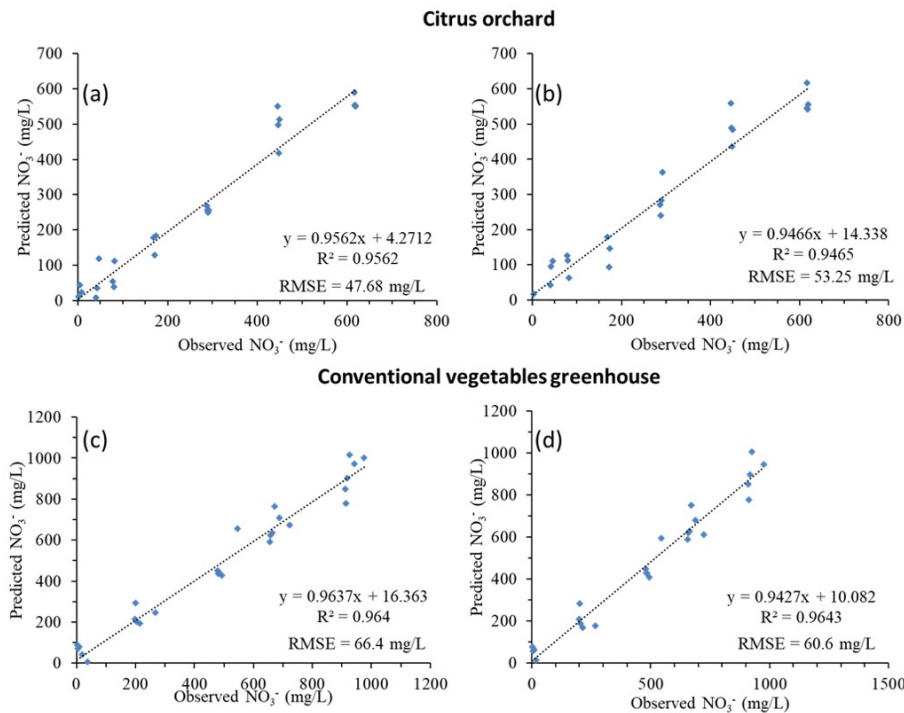 Citrus orchard
(a)
Predicted NO₃⁻ (mg/L)
700
600
500
400
300
200
100
0
y = 0.9562x + 4.2712
R² = 0.9562
RMSE = 47.68 mg/L
0 200 400 600 800
Observed NO₃⁻ (mg/L)
(b)
Predicted NO₃⁻ (mg/L)
700
600
500
400
300
200
100
0
y = 0.9466x + 14.338
R² = 0.9465
RMSE = 53.25 mg/L
0 200 400 600 800
Observed NO₃⁻ (mg/L)
Conventional vegetables greenhouse
(c)
Predicted NO₃⁻ (mg/L)
1200
1000
800
600
400
200
0
y = 0.9637x + 16.363
R² = 0.964
RMSE = 66.4 mg/L
0 200 400 600 800 1000 1200
Observed NO₃⁻ (mg/L)
(d)
Predicted NO₃⁻ (mg/L)
1200
1000
800
600
400
200
0
y = 0.9427x + 10.082
R² = 0.9643
RMSE = 60.6 mg/L
0 500 1000 1500
Observed NO₃⁻ (mg/L)